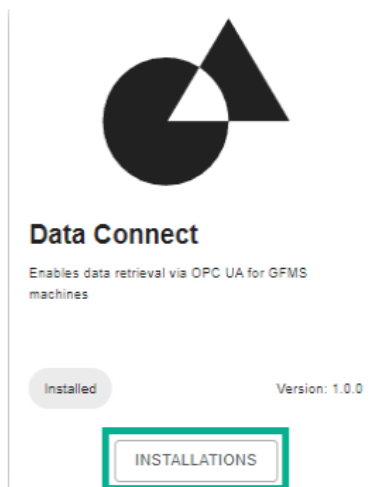 Data Connect
Enables data retrieval via OPC UA for GFMS
machines
Installed
Version: 1.0.0
INSTALLATIONS